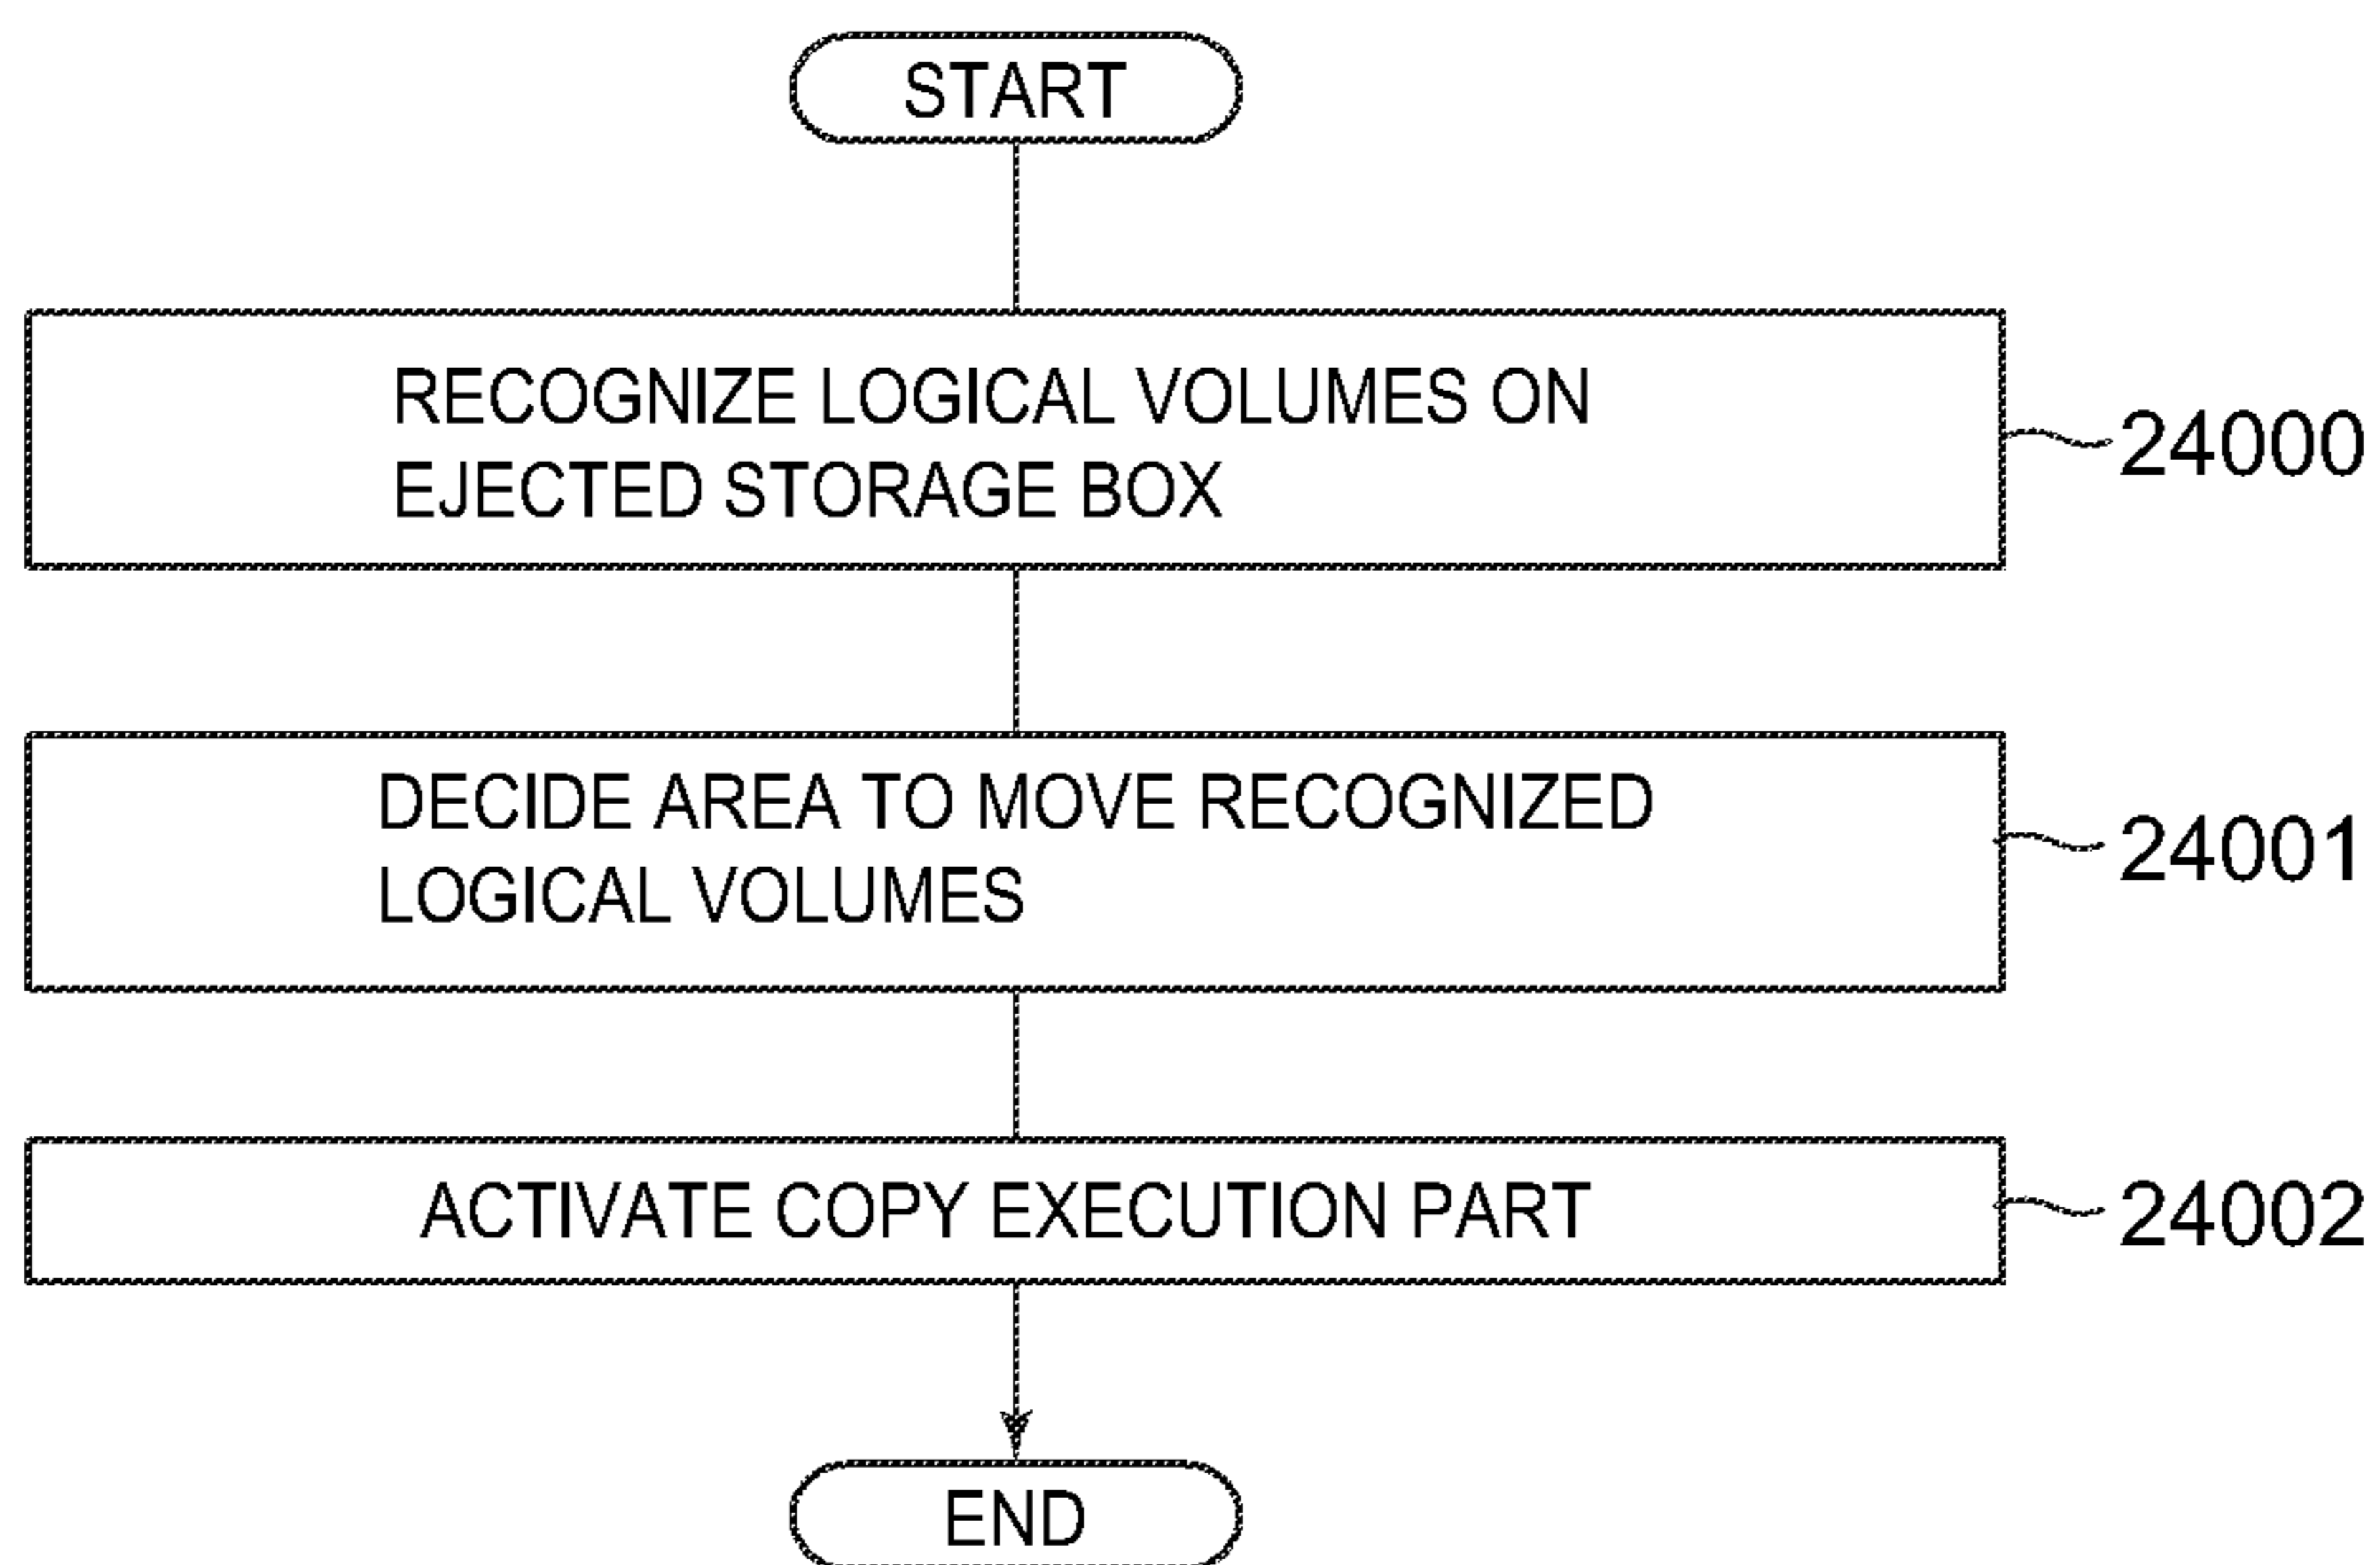 START
RECOGNIZE LOGICAL VOLUMES ON
EJECTED STORAGE BOX
24000
DECIDE AREA TO MOVE RECOGNIZED
LOGICAL VOLUMES
24001
ACTIVATE COPY EXECUTION PART
24002
END